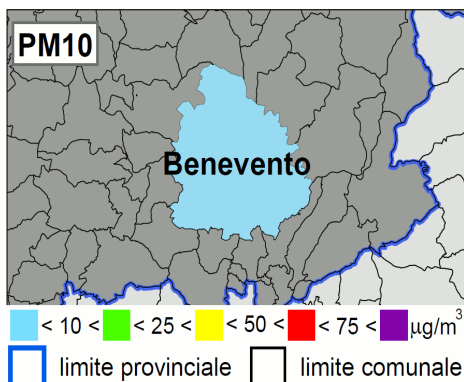 PM10
Benevento
< 10 < < 25 < < 50 < < 75 < µg/m³
limite provinciale limite comunale